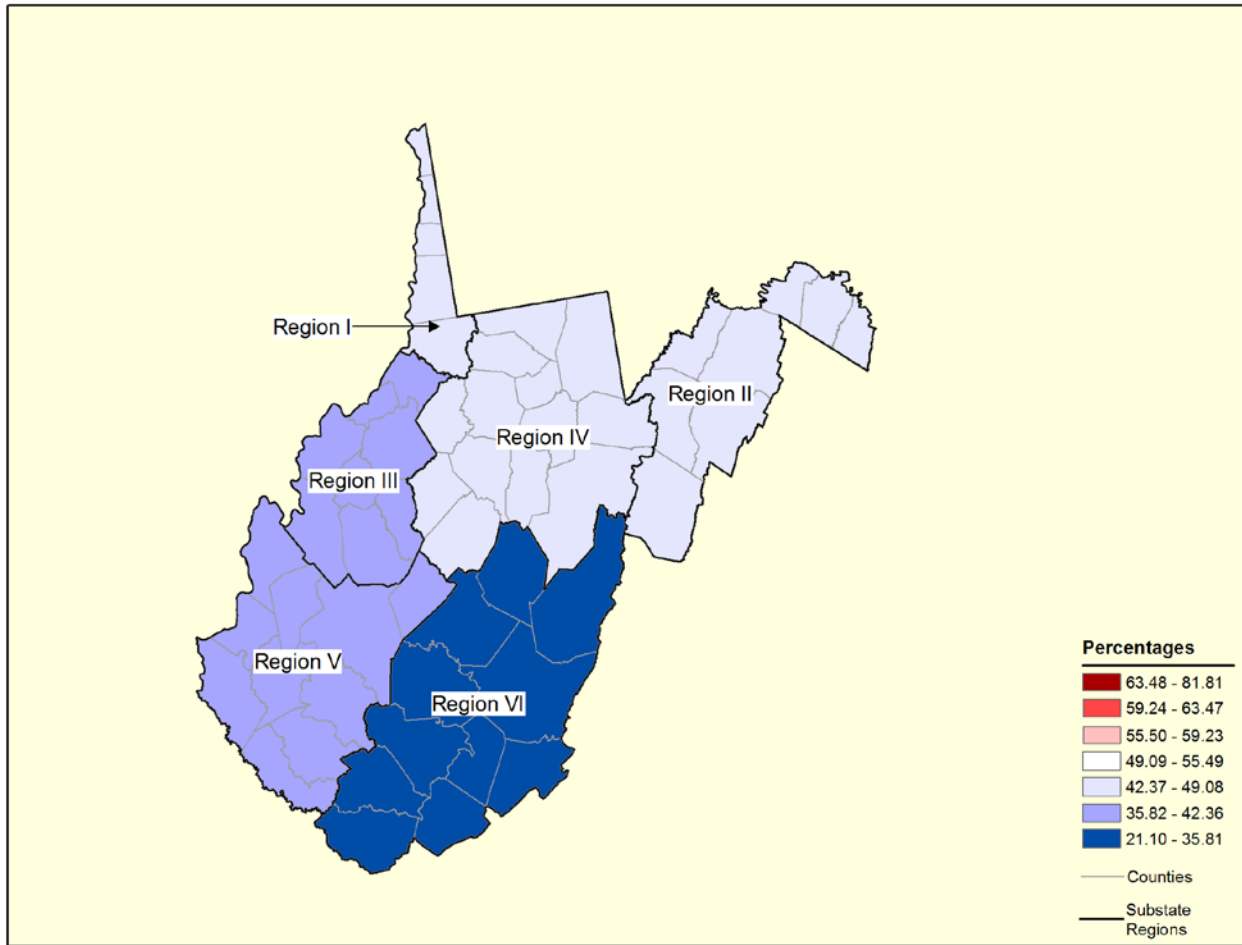 Region I
Region II
Region IV
Region III
Region V
Region VI
Percentages
63.48 - 81.81
59.24 - 63.47
55.50 - 59.23
49.09 - 55.49
42.37 - 49.08
35.82 - 42.36
21.10 - 35.81
Counties
Substate
Regions